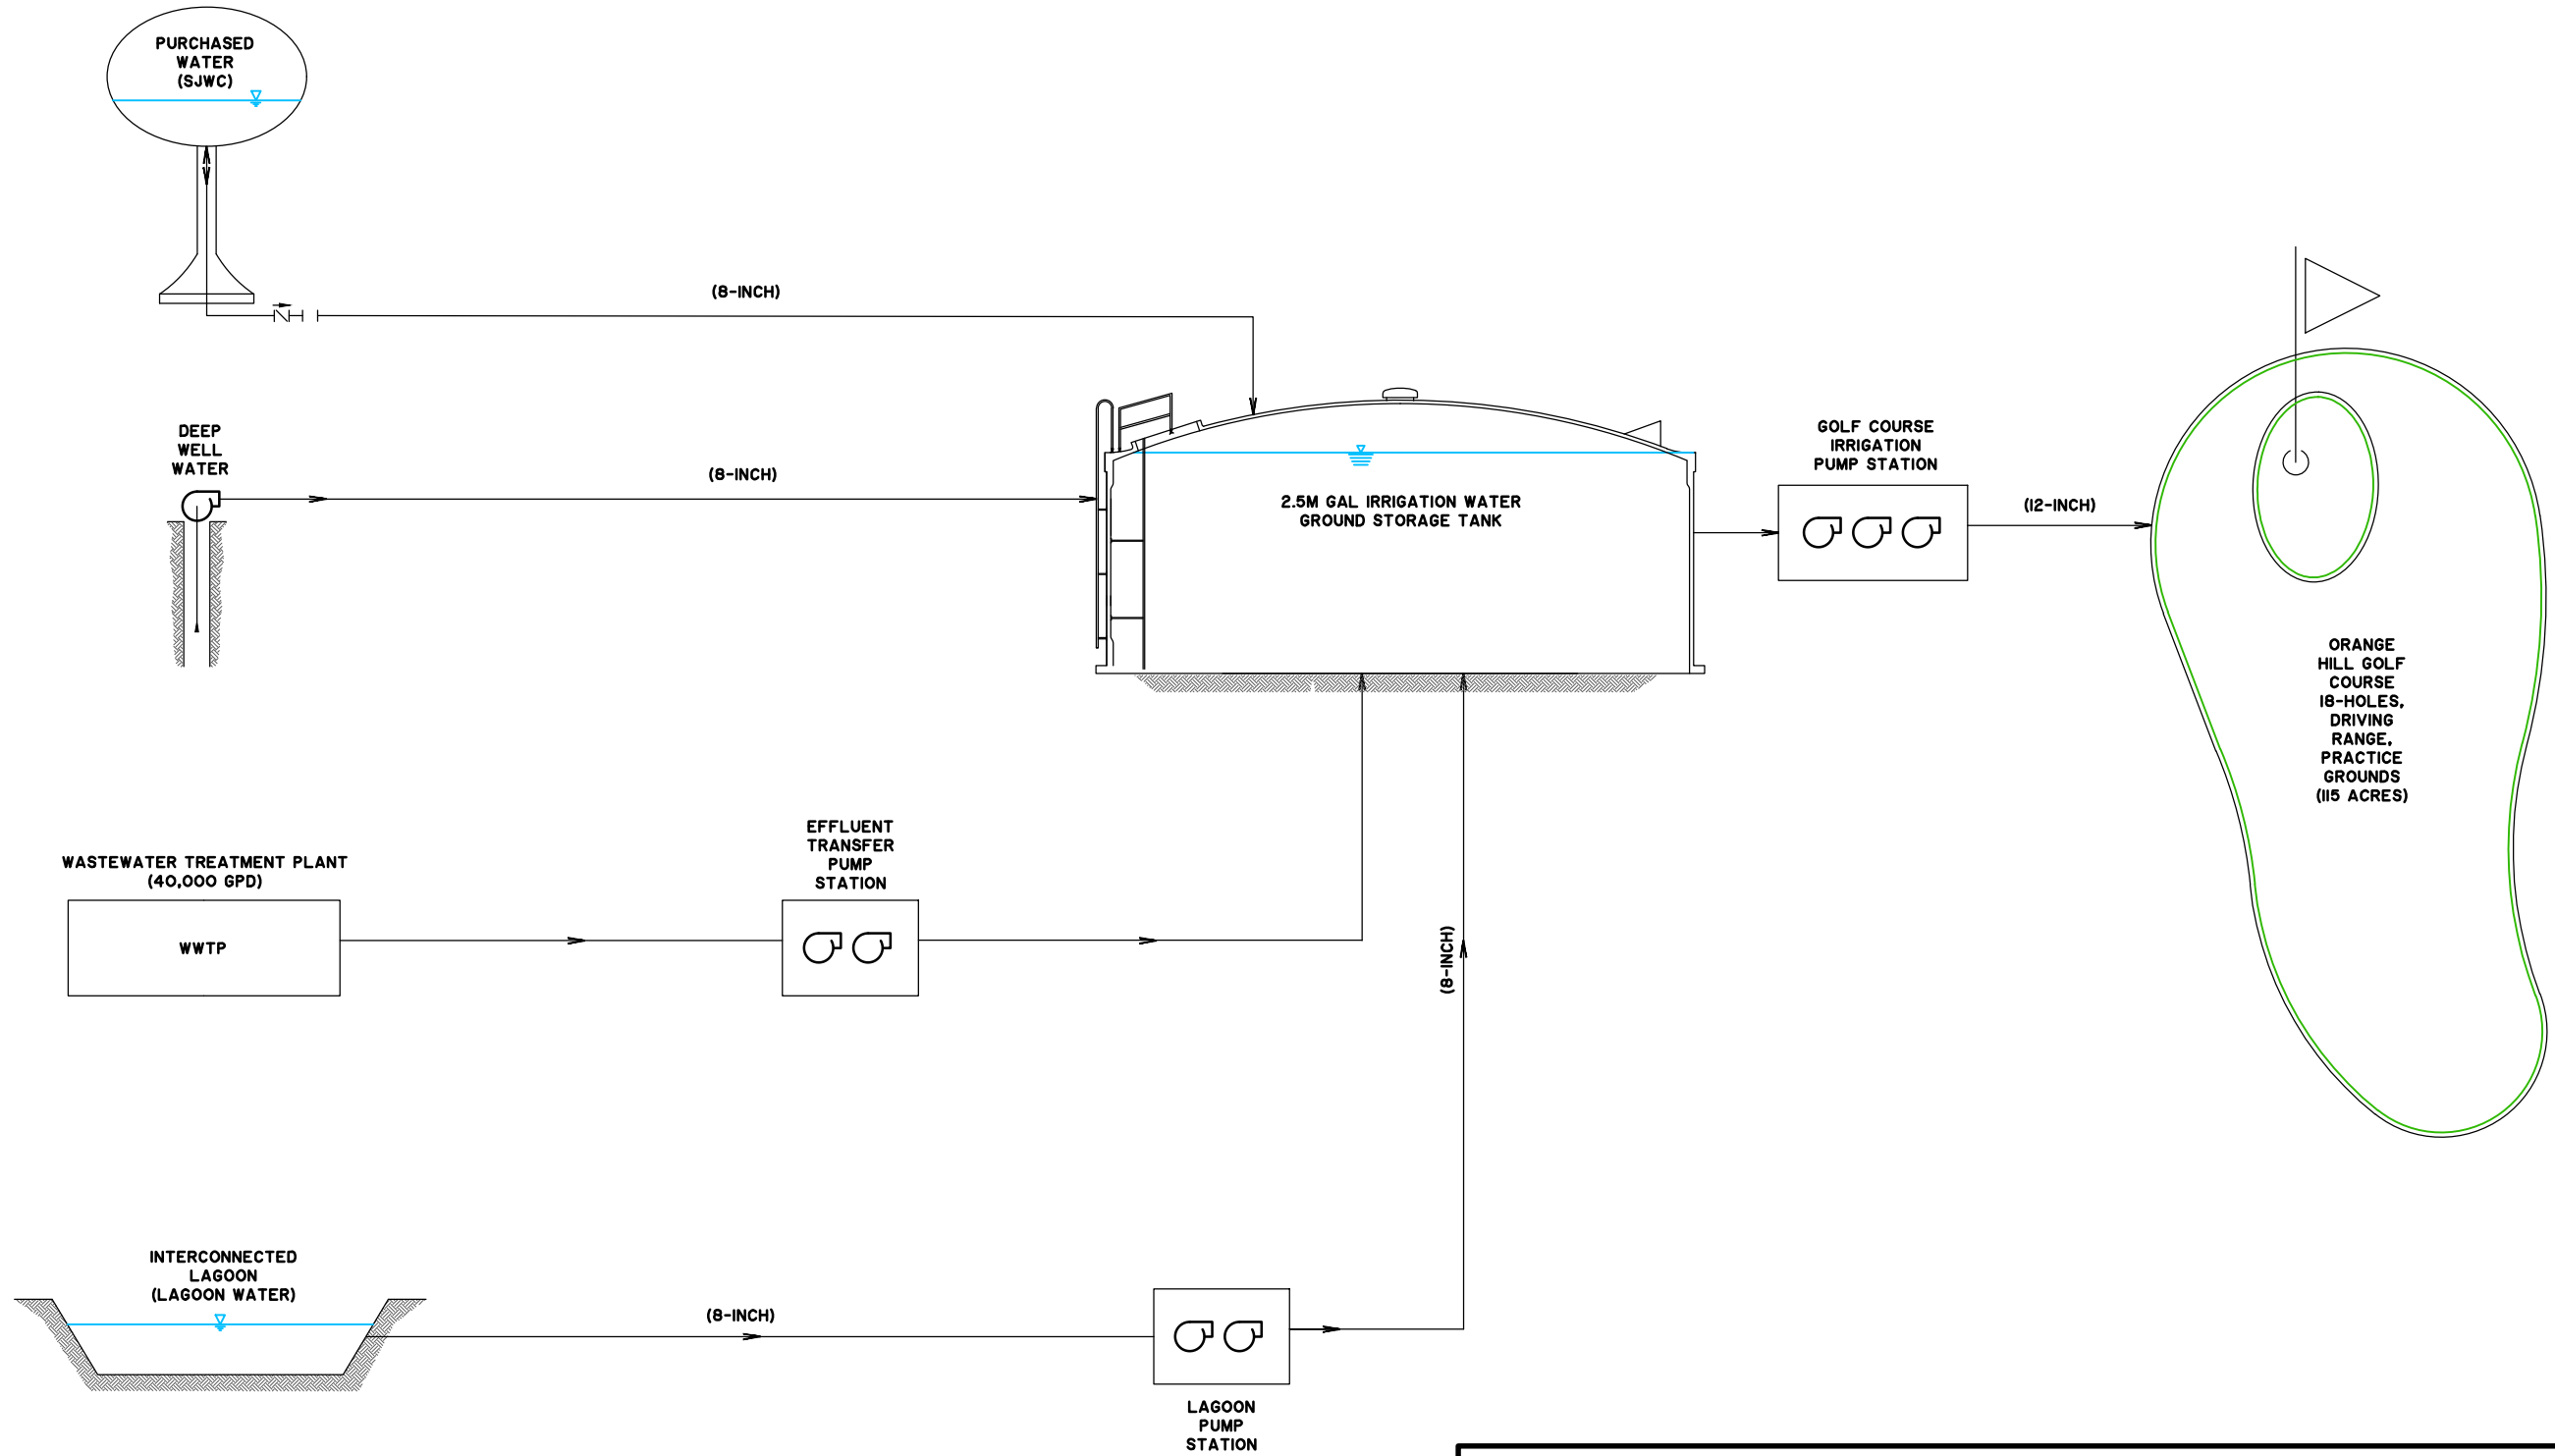 PURCHASED
WATER
(SJWC)
(8-INCH)
DEEP
WELL
WATER
(8-INCH)
2.5M GAL IRRIGATION WATER
GROUND STORAGE TANK
GOLF COURSE
IRRIGATION
PUMP STATION
(12-INCH)
ORANGE
HILL GOLF
COURSE
18-HOLES,
DRIVING
RANGE,
PRACTICE
GROUNDS
(115 ACRES)
WASTEWATER TREATMENT PLANT
(40,000 GPD)
WWTP
EFFLUENT
TRANSFER
PUMP
STATION
(8-INCH)
INTERCONNECTED
LAGOON
(LAGOON WATER)
(8-INCH)
LAGOON
PUMP
STATION